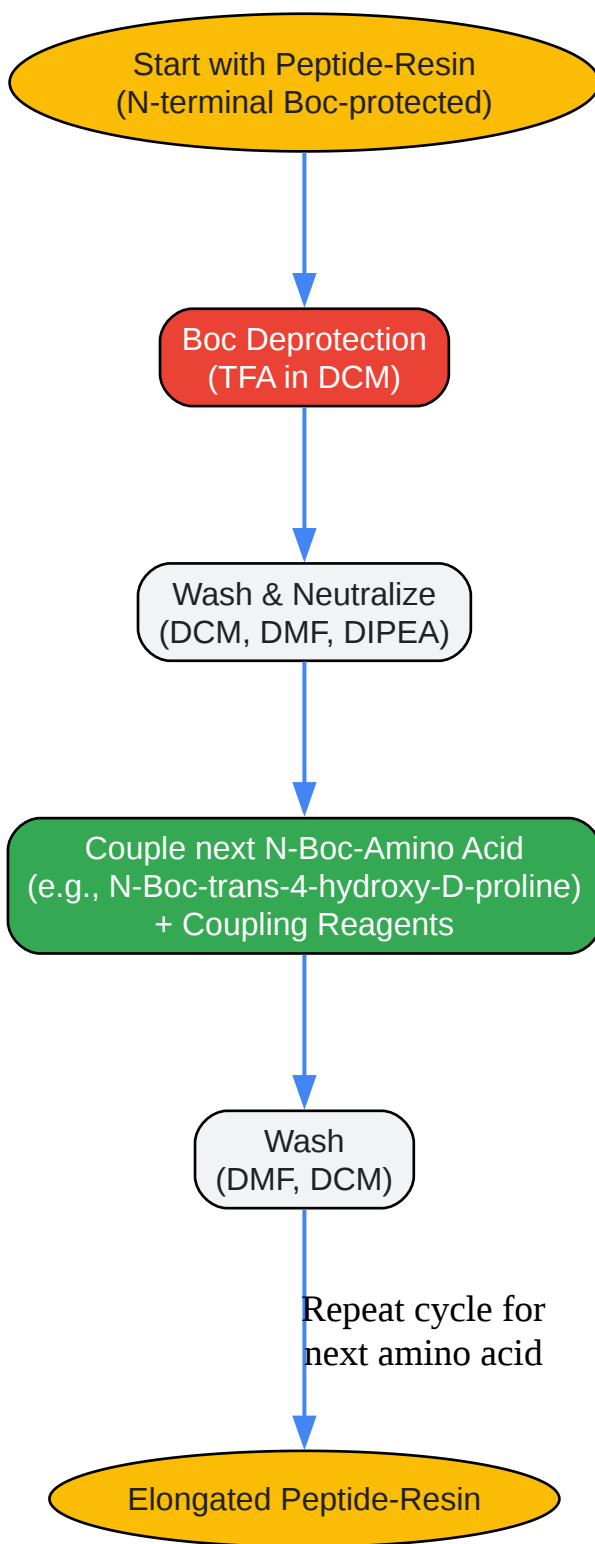 Start with Peptide-Resin
(N-terminal Boc-protected)
Boc Deprotection
(TFA in DCM)
Wash & Neutralize
(DCM, DMF, DIPEA)
Couple next N-Boc-Amino Acid
(e.g., N-Boc-trans-4-hydroxy-D-proline)
+ Coupling Reagents
Wash
(DMF, DCM)
Repeat cycle for
next amino acid
Elongated Peptide-Resin